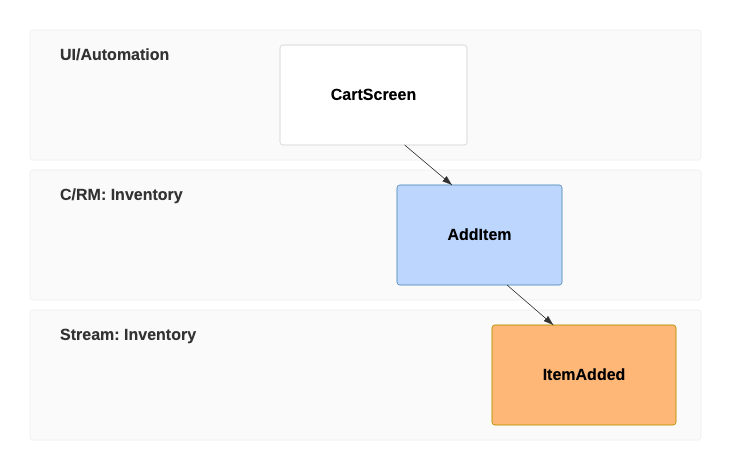 UI/Automation
CartScreen
C/RM: Inventory
AddItem
Stream: Inventory
ItemAdded